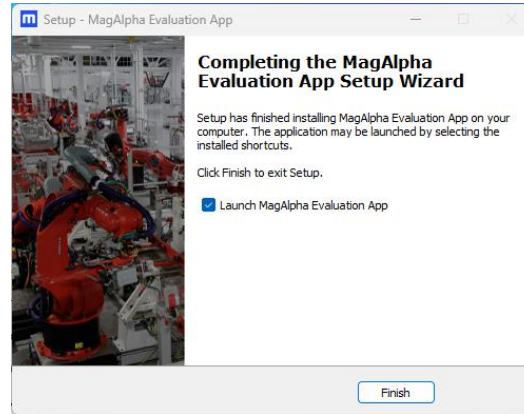 m Setup - MagAlpha Evaluation App
Completing the MagAlpha
Evaluation App Setup Wizard
Setup has finished installing MagAlpha Evaluation App on your
computer. The application may be launched by selecting the
installed shortcuts.
Click Finish to exit Setup.
Launch MagAlpha Evaluation App
Finish